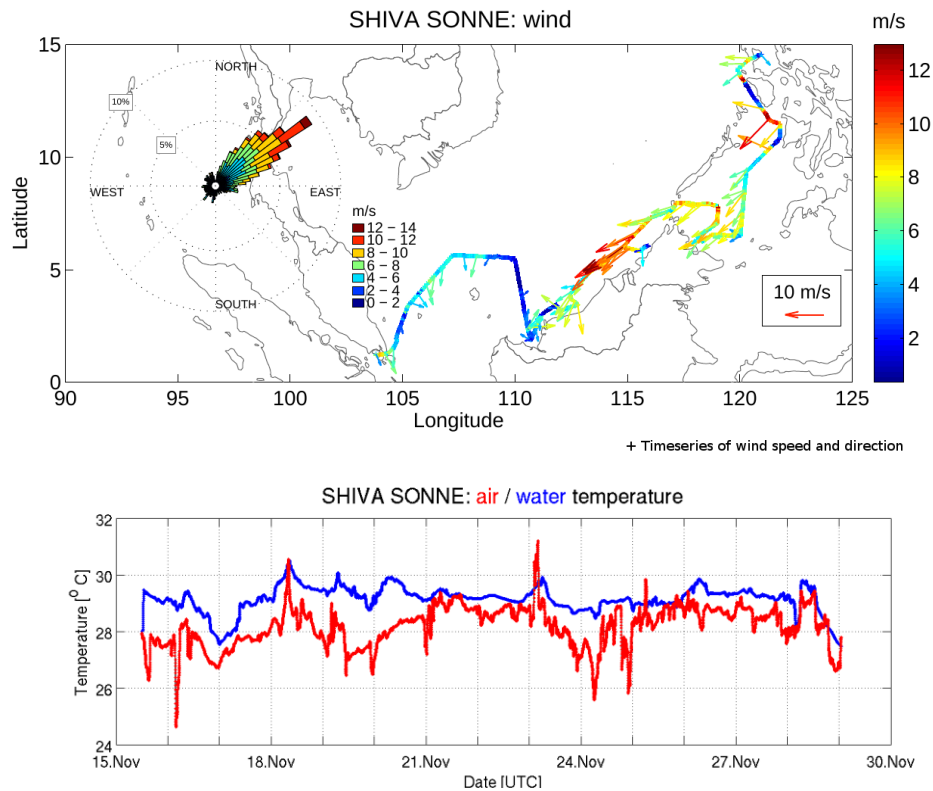 SHIVA SONNE: wind
m/s
15
10
5
0
Latitude
NORTH
10%
5%
WEST
EAST
SOUTH
m/s
12 - 14
10 - 12
8 - 10
6 - 8
4 - 6
2 - 4
0 - 2
10 m/s
12
10
8
6
4
2
90
95
100
105
110
115
120
125
Longitude
+ Timeseries of wind speed and direction
SHIVA SONNE: air / water temperature
32
30
28
26
24
Temperature [° C]
15.Nov
18.Nov
21.Nov
24.Nov
27.Nov
30.Nov
Date [UTC]